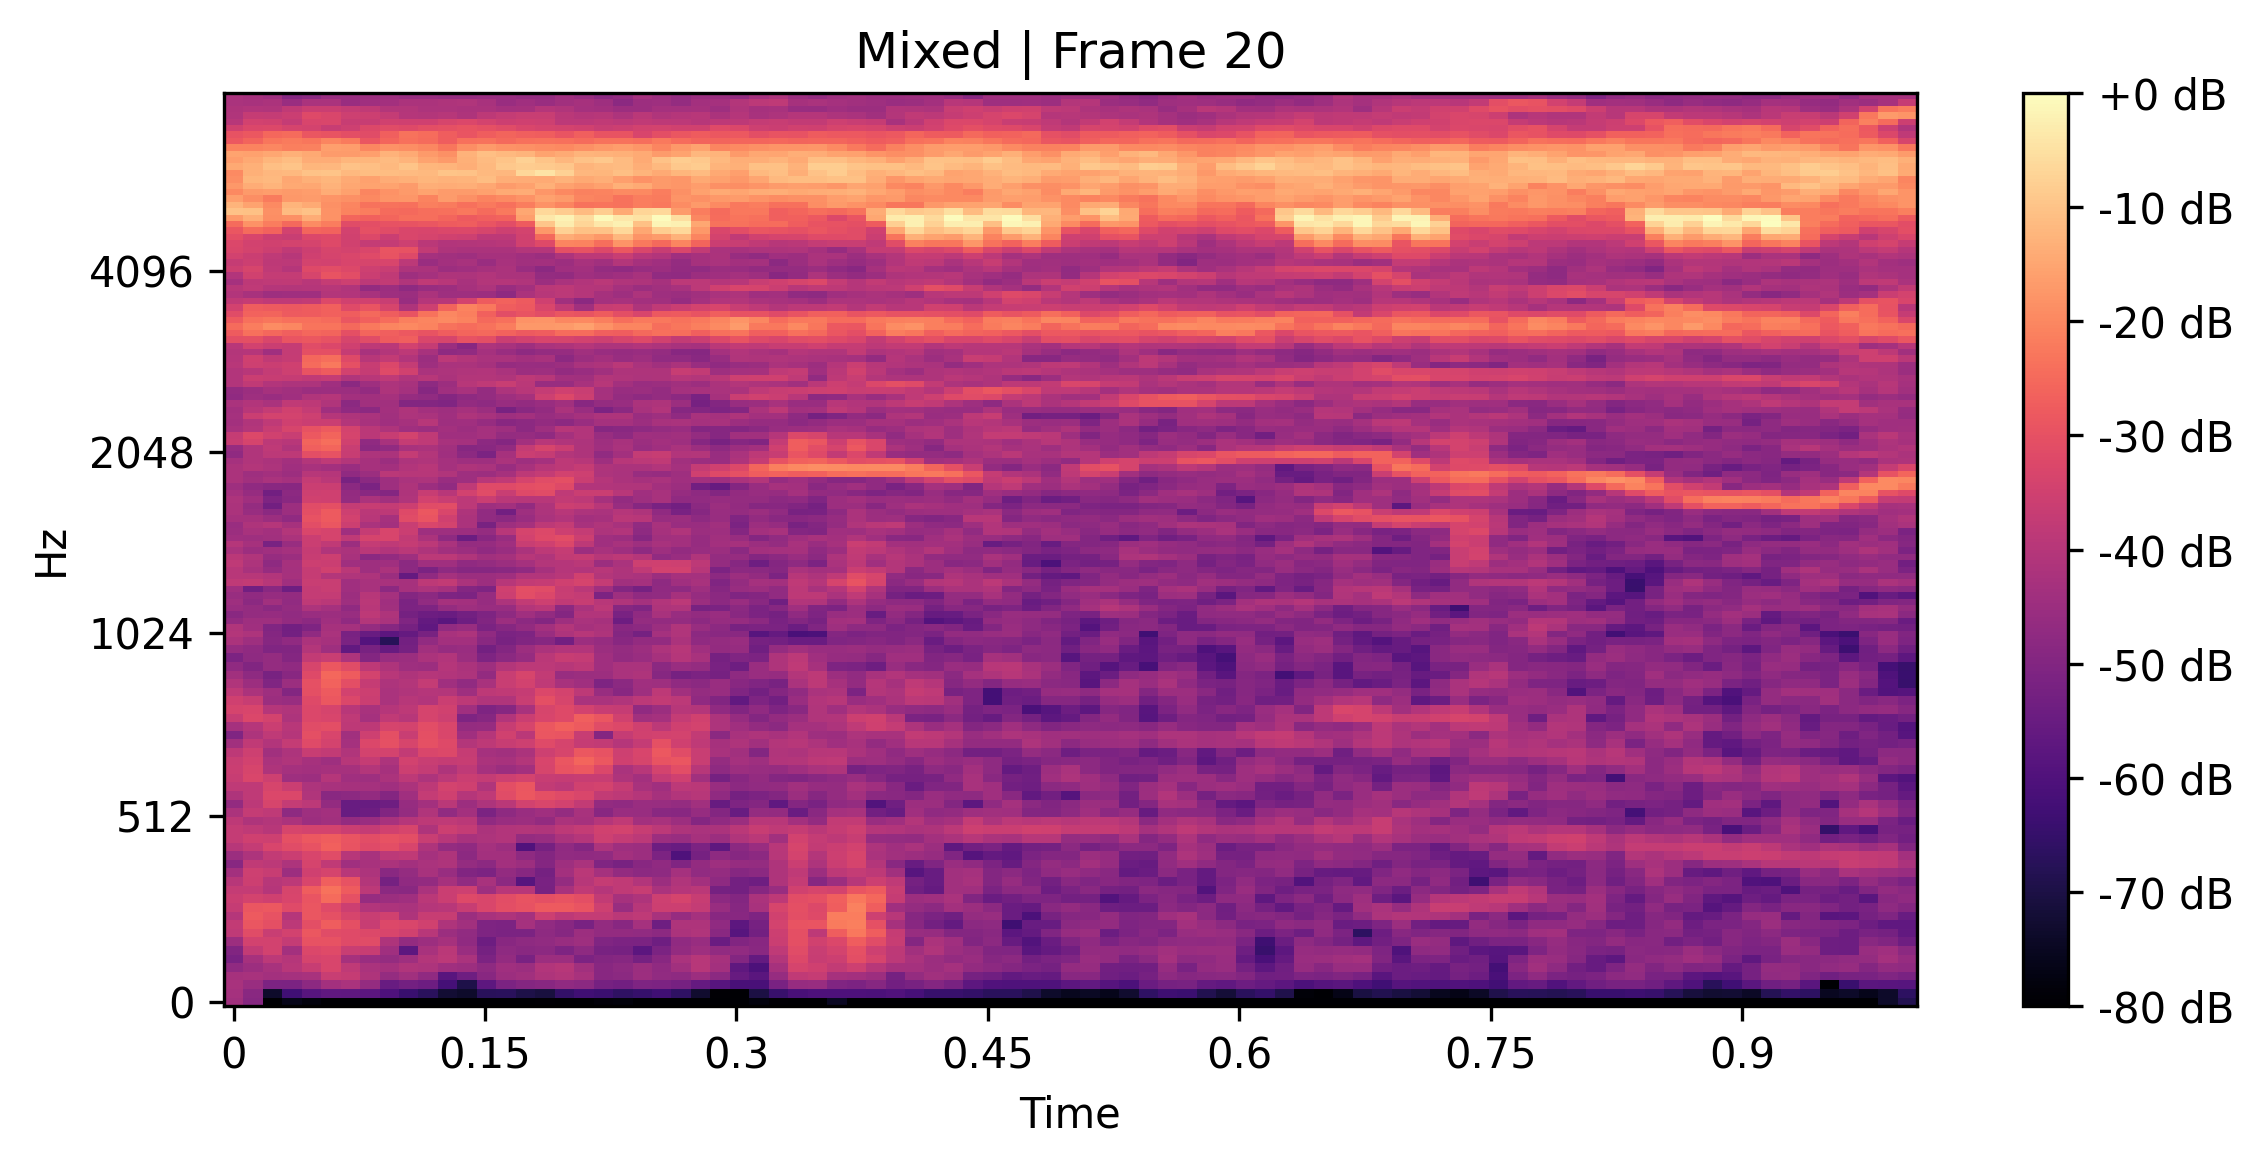 Mixed | Frame 20
Hz
4096
2048
1024
512
0
0 0.15 0.3 0.45 0.6 0.75 0.9
Time
+0 dB
-10 dB
-20 dB
-30 dB
-40 dB
-50 dB
-60 dB
-70 dB
-80 dB